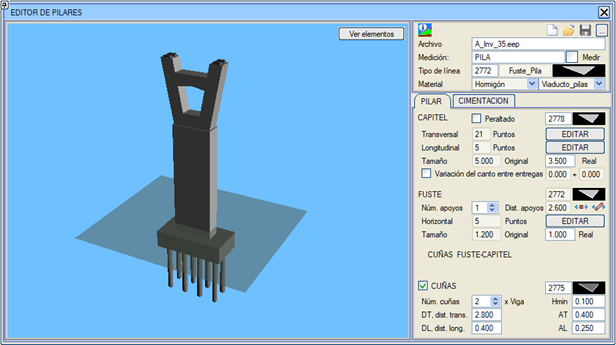 EDITOR DE PILARES
Ver elementos
Archivo A_Inv_35.eep
Medición: PILA Medir
Tipo de línea 2772 Fuste_Pila
Material Hormigón Viaducto_pilas
PILAR CIMENTACION
CAPITEL Peraltado 2778
Transversal 21 Puntos EDITAR
Longitudinal 5 Puntos EDITAR
Tamaño 5.000 Original 3.500 Real
Variación del canto entre entregas 0.000 + 0.000
FUSTE 2772
Núm. apoyos 1 Dist. apoyos 2.600
Horizontal 5 Puntos EDITAR
Tamaño 1.200 Original 1.000 Real
CUÑAS FUSTE-CAPITEL
CUÑAS 2775
Núm. cuñas 2 x Viga Hmin 0.100
DT, dist. trans. 2.800 AT 0.400
DL, dist. long. 0.400 AL 0.250